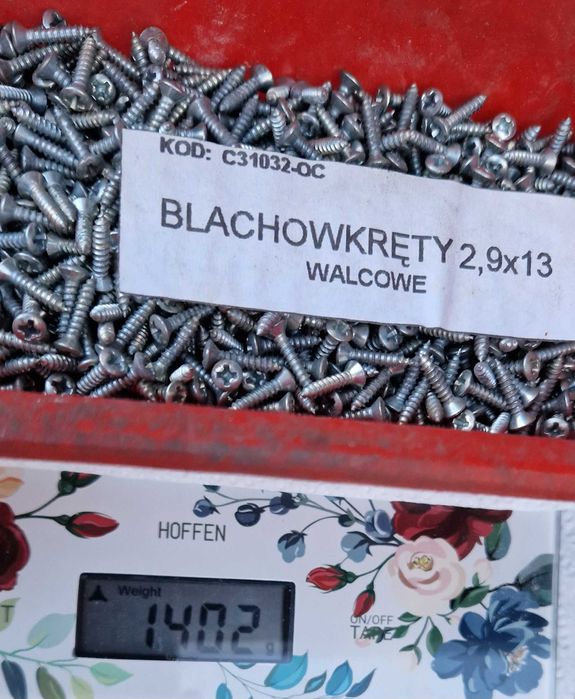 KOD: C31032-OC
BLACHOWKRĘTY 2,9x13
WALCOWE
HOFFEN
Weight
1402 g
ON/OFF
TARE
T